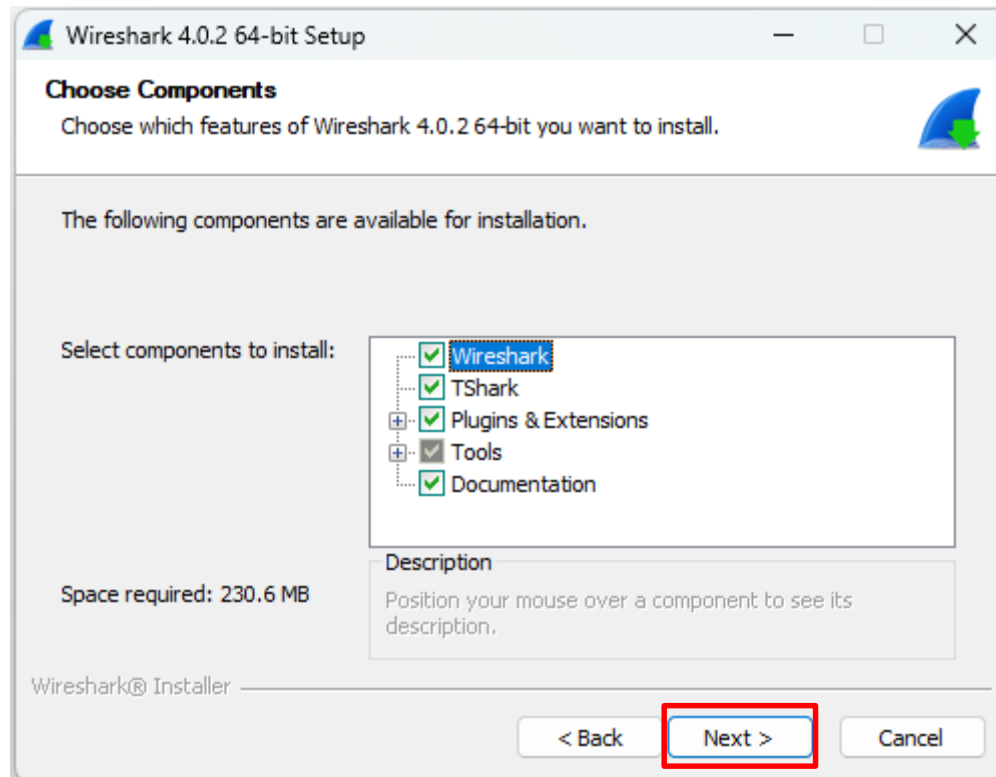 Wireshark 4.0.2 64-bit Setup
Choose Components
Choose which features of Wireshark 4.0.2 64-bit you want to install.
The following components are available for installation.
Select components to install:
Wireshark
TShark
Plugins & Extensions
Tools
Documentation
Space required: 230.6 MB
Description
Position your mouse over a component to see its
description.
Wireshark® Installer
< Back
Next >
Cancel